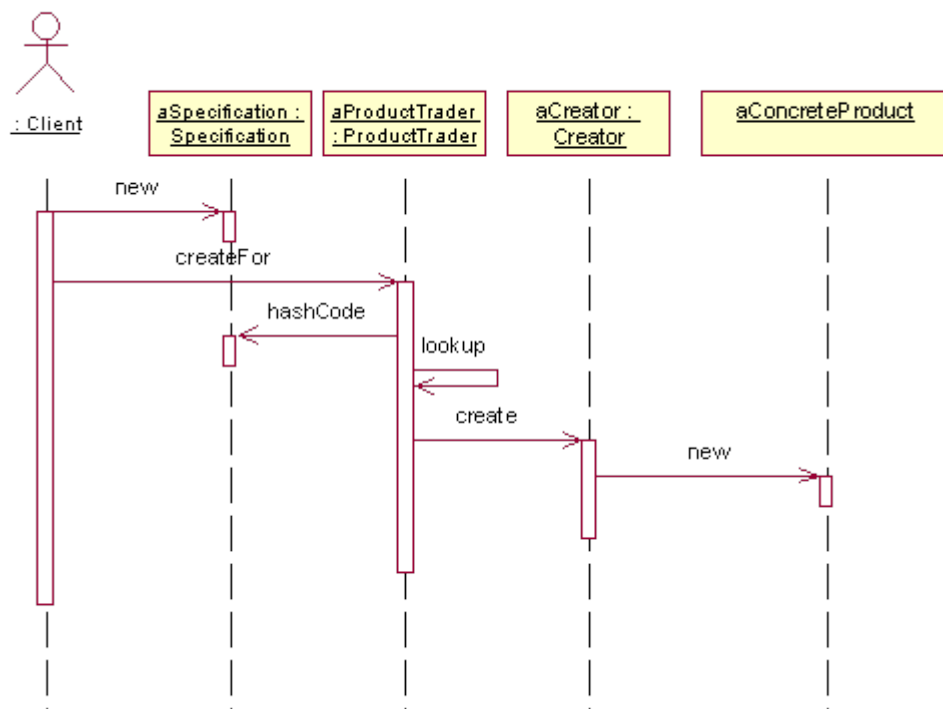 : Client
aSpecification :
Specification
aProductTrader
: ProductTrader
aCreator :
Creator
aConcreteProduct
new
createFor
hashCode
lookup
create
new